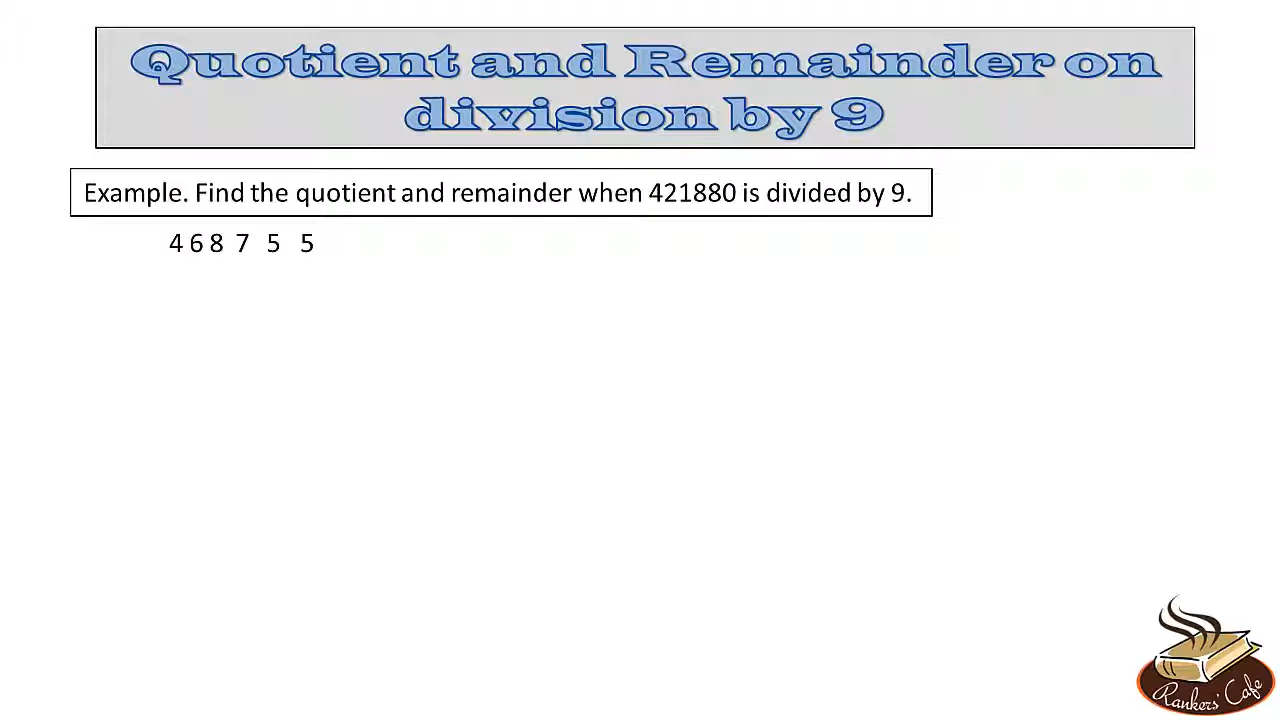 Quotient and Remainder on
division by 9
Example. Find the quotient and remainder when 421880 is divided by 9.
4 6 8 7 5 5
Rankers' Cafe